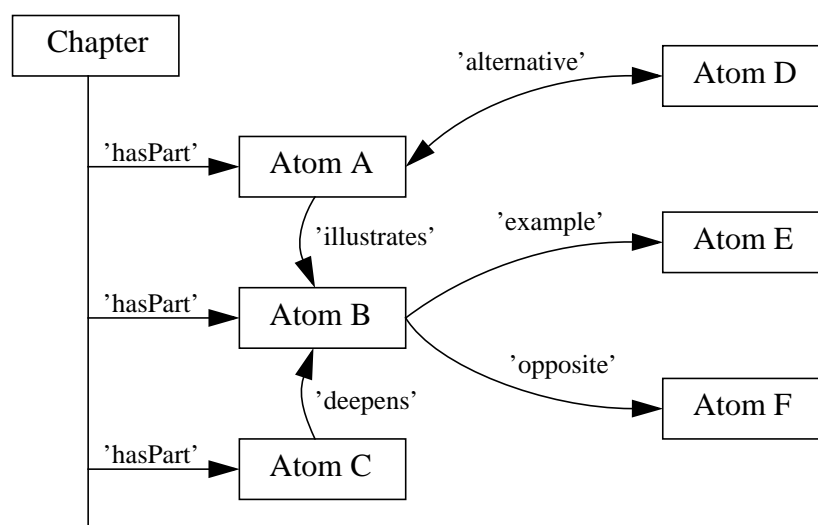 Chapter
’alternative’
Atom D
’hasPart’
Atom A
’illustrates’
’example’
Atom E
’hasPart’
Atom B
’opposite’
’deepens’
Atom F
’hasPart’
Atom C